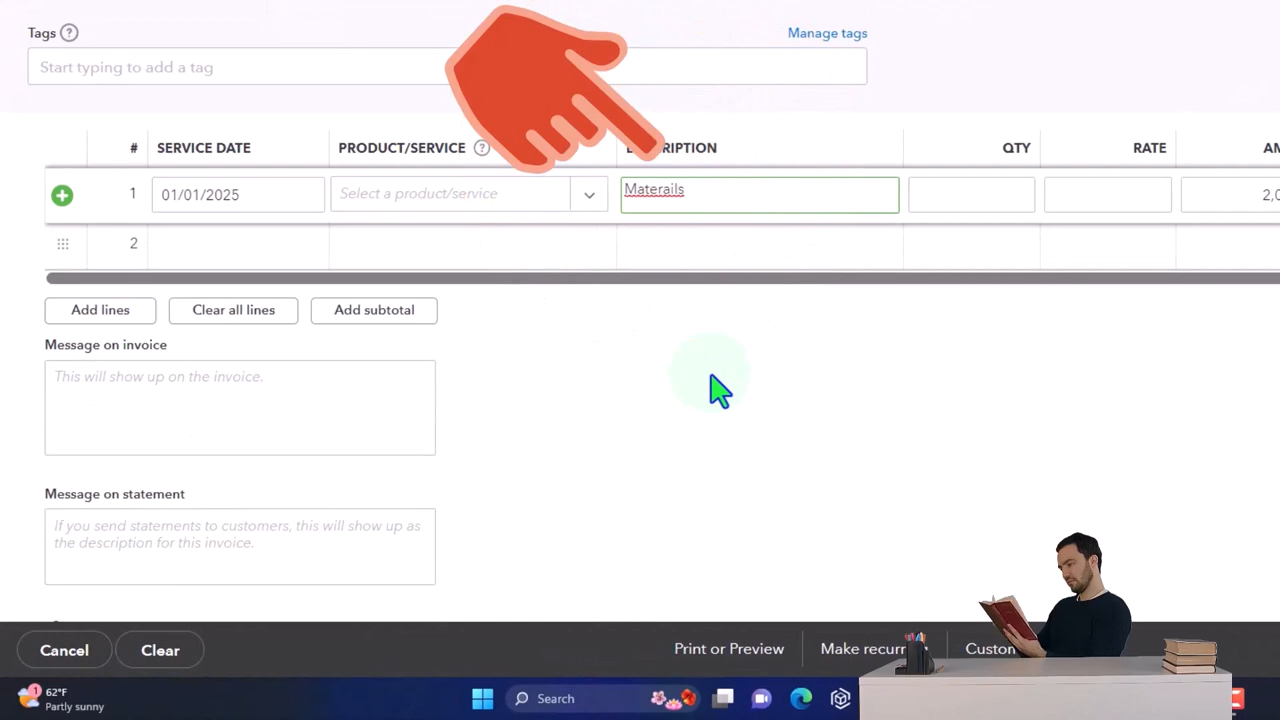 Tags ?
Manage tags
Start typing to add a tag
# SERVICE DATE PRODUCT/SERVICE ? QTY RATE
1 01/01/2025 Select a product/service Materails
2
Add lines Clear all lines Add subtotal
Message on invoice
This will show up on the invoice.
Message on statement
If you send statements to customers, this will show up as
the description for this invoice.
Cancel Clear Print or Preview Make
1 62°F
Partly sunny
Search